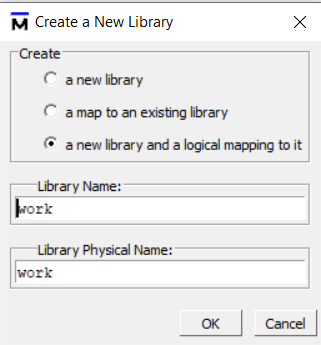 Create a New Library
Create
a new library
a map to an existing library
a new library and a logical mapping to it
Library Name:
work
Library Physical Name:
work
OK Cancel